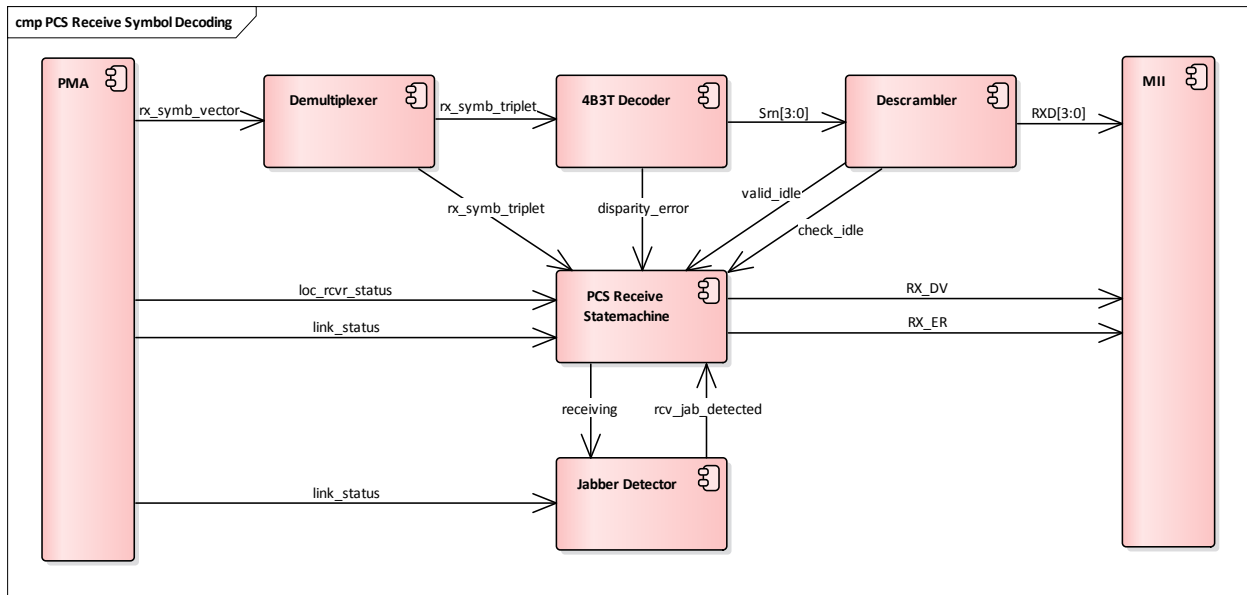 cmp PCS Receive Symbol Decoding
PMA
Demultiplexer
4B3T Decoder
Descrambler
MII
rx_symb_vector
rx_symb_triplet
Srn[3:0]
RXD[3:0]
rx_symb_triplet
disparity_error
valid_idle
check_idle
loc_rcvr_status
PCS Receive
Statemachine
RX_DV
link_status
RX_ER
receiving
rcv_jab_detected
Jabber Detector
link_status